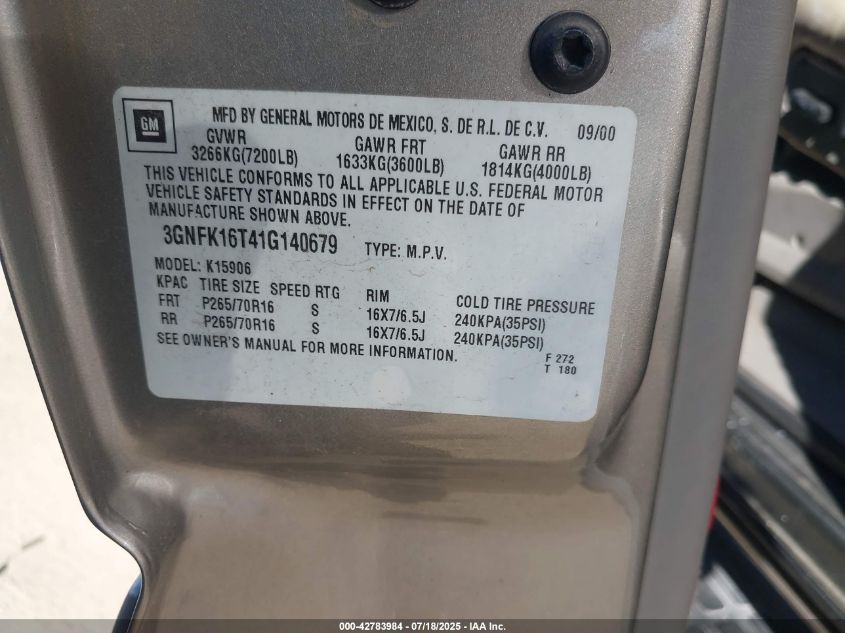 GM
MFD BY GENERAL MOTORS DE MEXICO, S. DE R.L. DE C.V. 09/00
GVWR GAWR FRT GAWR RR
3266KG(7200LB) 1633KG(3600LB) 1814KG(4000LB)
THIS VEHICLE CONFORMS TO ALL APPLICABLE U.S. FEDERAL MOTOR
VEHICLE SAFETY STANDARDS IN EFFECT ON THE DATE OF
MANUFACTURE SHOWN ABOVE.
3GNFK16T41G140679 TYPE: M.P.V.
MODEL: K15906
KPAC TIRE SIZE SPEED RTG RIM COLD TIRE PRESSURE
FRT P265/70R16 S 16X7/6.5J 240KPA(35PSI)
RR P265/70R16 S 16X7/6.5J 240KPA(35PSI)
SEE OWNER'S MANUAL FOR MORE INFORMATION.
F 272
T 180
000-42783984 - 07/18/2025 - IAA Inc.